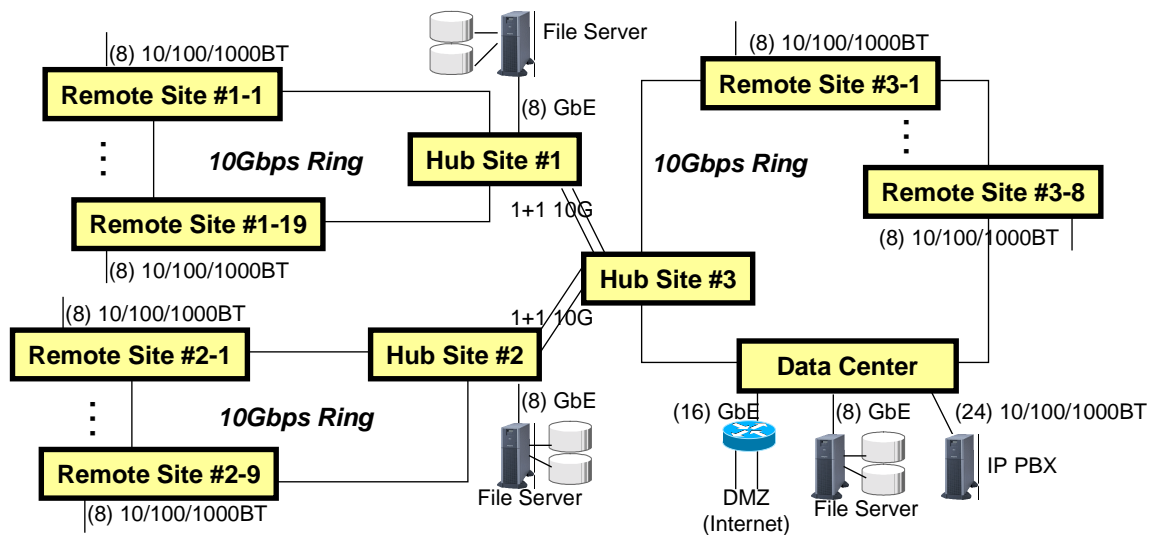 File Server
(8) 10/100/1000BT
Remote Site #1-1
(8) GbE
10Gbps Ring
Hub Site #1
Remote Site #1-19
1+1 10G
(8) 10/100/1000BT
(8) 10/100/1000BT
Remote Site #3-1
10Gbps Ring
Remote Site #3-8
(8) 10/100/1000BT
Hub Site #3
(8) 10/100/1000BT
1+1 10G
Remote Site #2-1
Hub Site #2
(8) GbE
10Gbps Ring
Remote Site #2-9
(8) 10/100/1000BT
File Server
Data Center
(16) GbE
(8) GbE
(24) 10/100/1000BT
IP PBX
DMZ
(Internet)
File Server